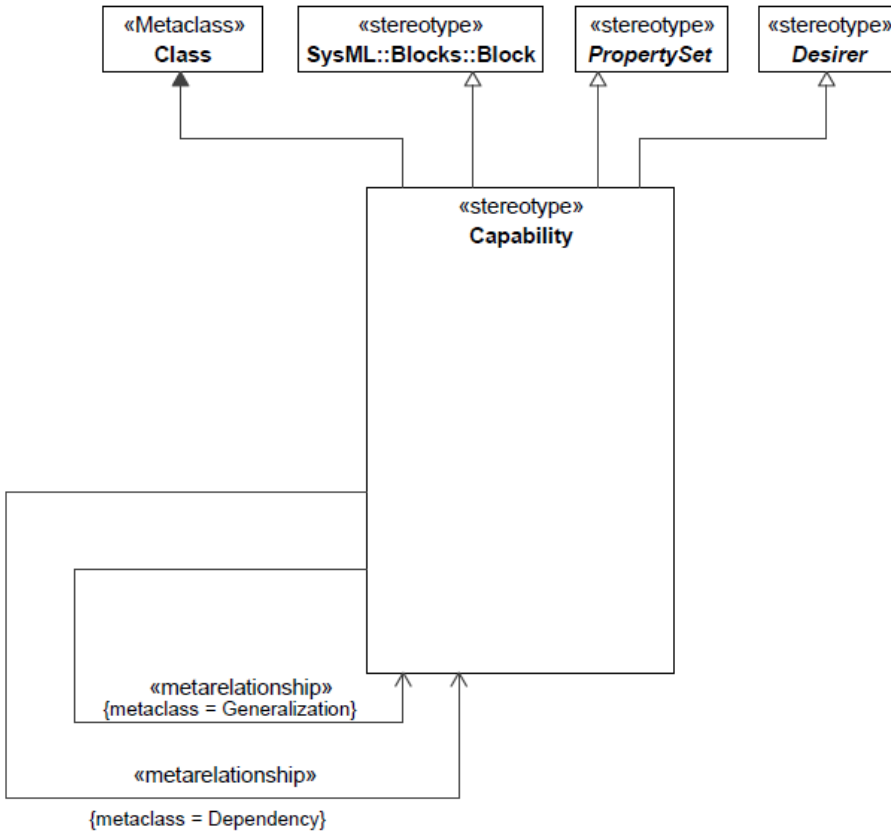 «Metaclass»
Class
«stereotype»
SysML::Blocks::Block
«stereotype»
PropertySet
«stereotype»
Desirer
«stereotype»
Capability
«metarelationship»
{metaclass = Generalization}
«metarelationship»
{metaclass = Dependency}